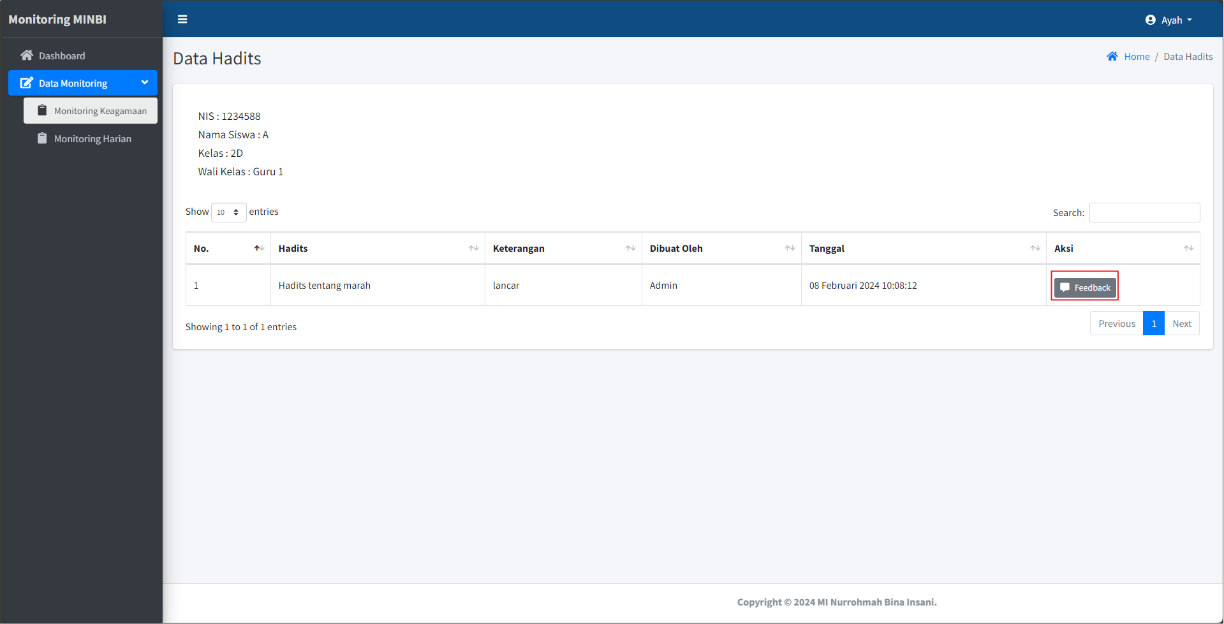 Monitoring MINBI
Ayah
Dashboard
Data Monitoring
Monitoring Keagamaan
Monitoring Harian
Data Hadits
Home / Data Hadits
NIS : 1234588
Nama Siswa : A
Kelas : 2D
Wali Kelas : Guru 1
Show 10 entries
Search:
No. Hadits Keterangan Dibuat Oleh Tanggal Aksi
1 Hadits tentang marah lancar Admin 08 Februari 2024 10:08:12 Feedback
Showing 1 to 1 of 1 entries
Previous 1 Next
Copyright © 2024 MI Nurrohmah Bina Insani.